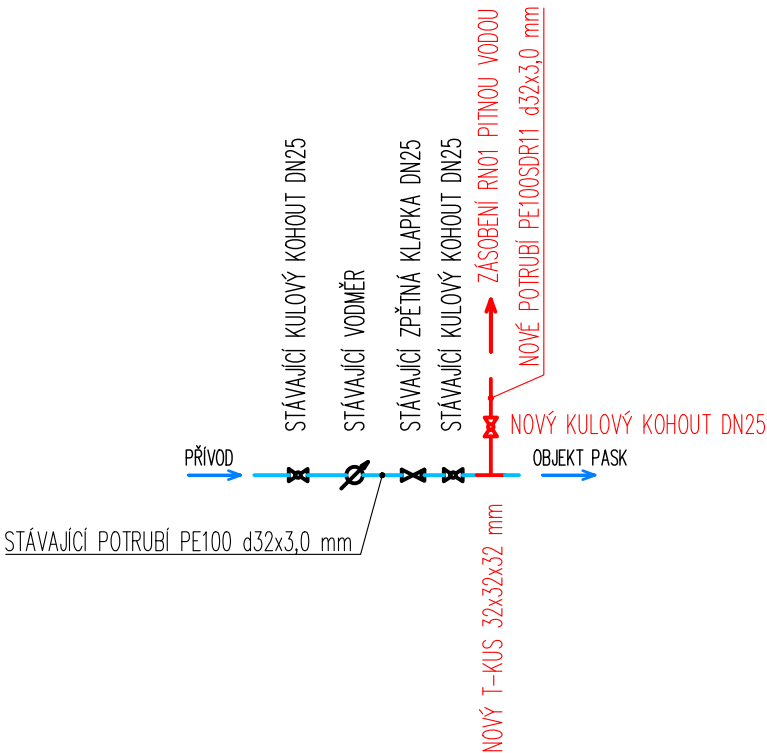 STÁVAJÍCÍ KULOVÝ KOHOUT DN25
STÁVAJÍCÍ VODMĚR
STÁVAJÍCÍ ZPĚTNÁ KLAPKA DN25
STÁVAJÍCÍ KULOVÝ KOHOUT DN25
ZÁSOBENÍ RN01 PITNOU VODOU
NOVÉ POTRUBÍ PE100SDR11 d32x3,0 mm
NOVÝ KULOVÝ KOHOUT DN25
PŘÍVOD
OBJEKT PASK
STÁVAJÍCÍ POTRUBÍ PE100 d32x3,0 mm
NOVÝ T-KUS 32x32x32 mm